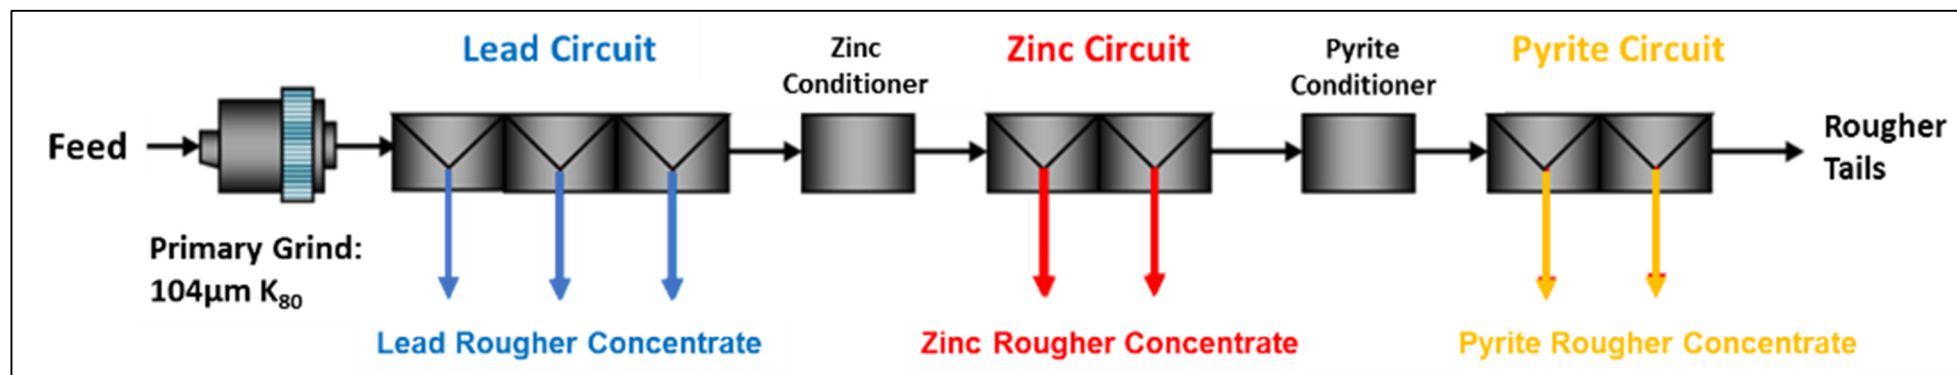 Lead Circuit
Zinc
Conditioner
Zinc Circuit
Pyrite
Conditioner
Pyrite Circuit
Feed
Rougher
Tails
Primary Grind:
104µm K80
Lead Rougher Concentrate
Zinc Rougher Concentrate
Pyrite Rougher Concentrate